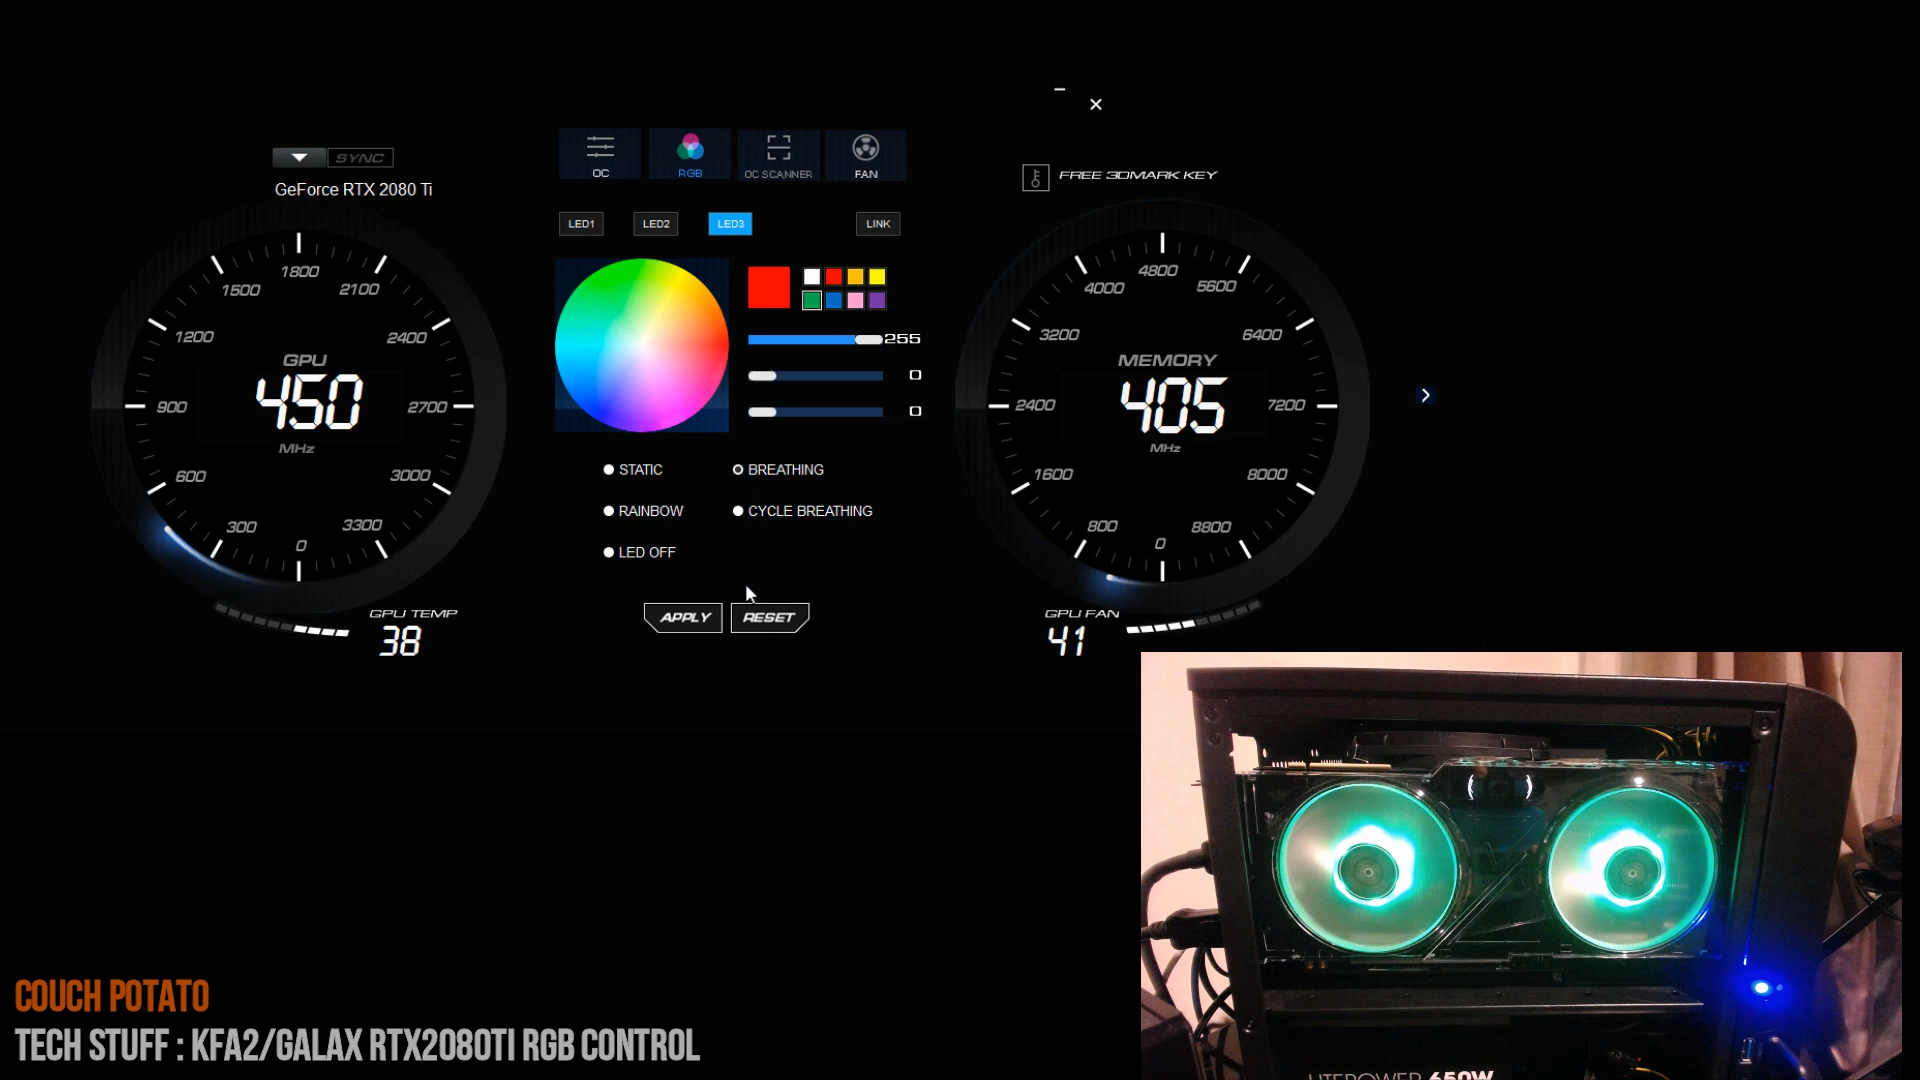 SYNC
GeForce RTX 2080 Ti
OC
RGB
OC SCANNER
FAN
FREE 3DMARK KEY
LED1
LED2
LED3
LINK
255
0
0
STATIC
BREATHING
RAINBOW
CYCLE BREATHING
LED OFF
APPLY
RESET
1800
1500
2100
1200
2400
GPU
450
MHz
900
2700
600
3000
300
3300
0
GPU TEMP
38
4800
4000
5600
3200
6400
MEMORY
405
MHz
2400
7200
1600
8000
800
8800
0
GPU FAN
41
LITEPOWER 650W
COUCH POTATO
TECH STUFF : KFA2/GALAX RTX2080TI RGB CONTROL